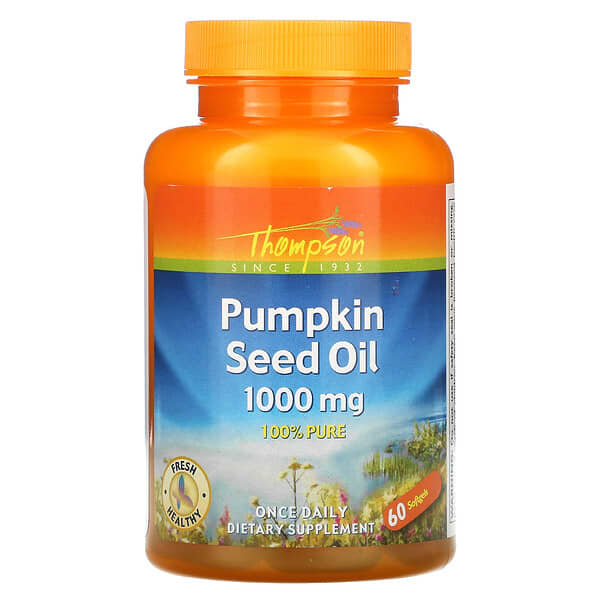 Thompson®
SINCE 1932
Pumpkin
Seed Oil
1000 mg
100% PURE
FRESH
HEALTHY
ONCE DAILY
DIETARY SUPPLEMENT
60 Softgels